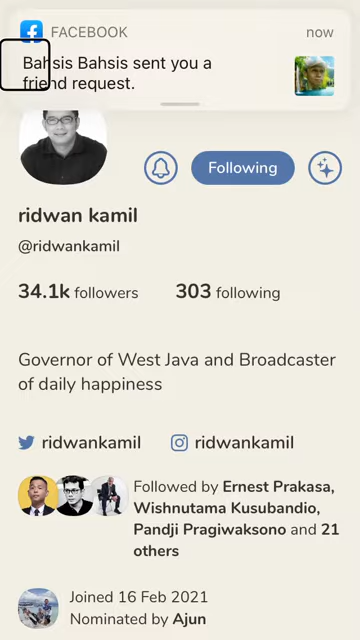 FACEBOOK now
Bahsis Bahsis sent you a
friend request.
Following
ridwan kamil
@ridwankamil
34.1k followers 303 following
Governor of West Java and Broadcaster
of daily happiness
ridwankamil ridwankamil
Followed by Ernest Prakasa,
Wishnutama Kusubandio,
Pandji Pragiwaksono and 21
others
Joined 16 Feb 2021
Nominated by Ajun